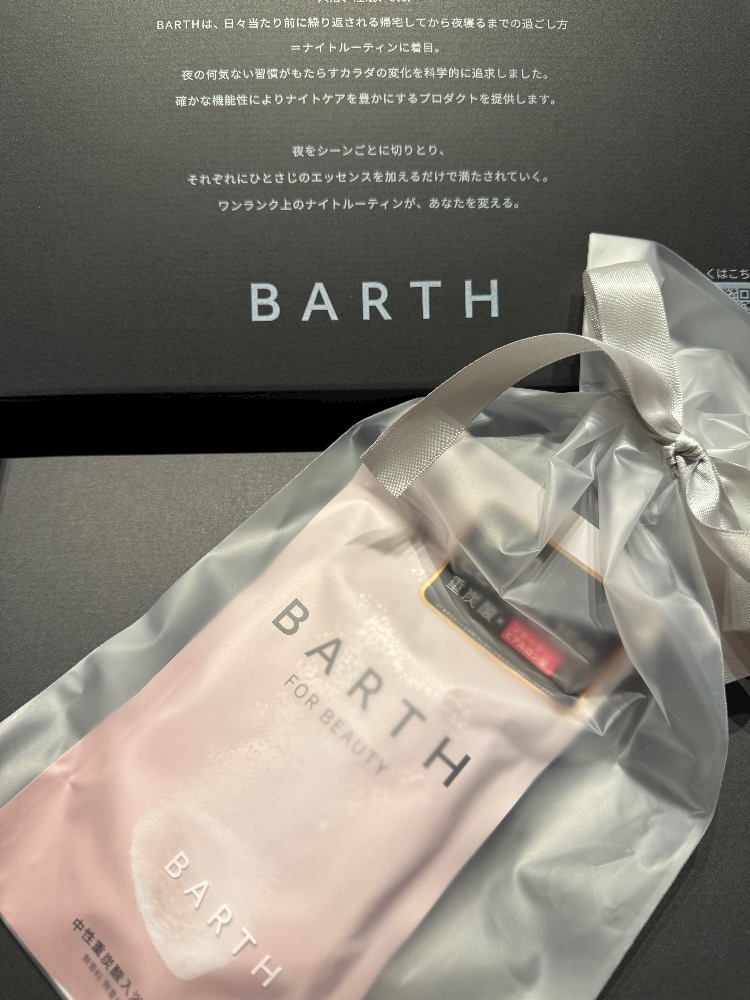 BARTHは、日々当たり前に繰り返される帰宅してから夜寝るまでの過ごし方
＝ナイトルーティンに着目。
夜の何気ない習慣がもたらすカラダの変化を科学的に追求しました。
確かな機能性によりナイトケアを豊かにするプロダクトを提供します。
夜をシーンごとに切りとり、
それぞれにひとさじのエッセンスを加えるだけで満たされていく。
ワンランク上のナイトルーティンが、あなたを変える。
くはこち
BARTH
重炭酸×
BARTH
FOR BEAUTY
BARTH
中性重炭酸入浴